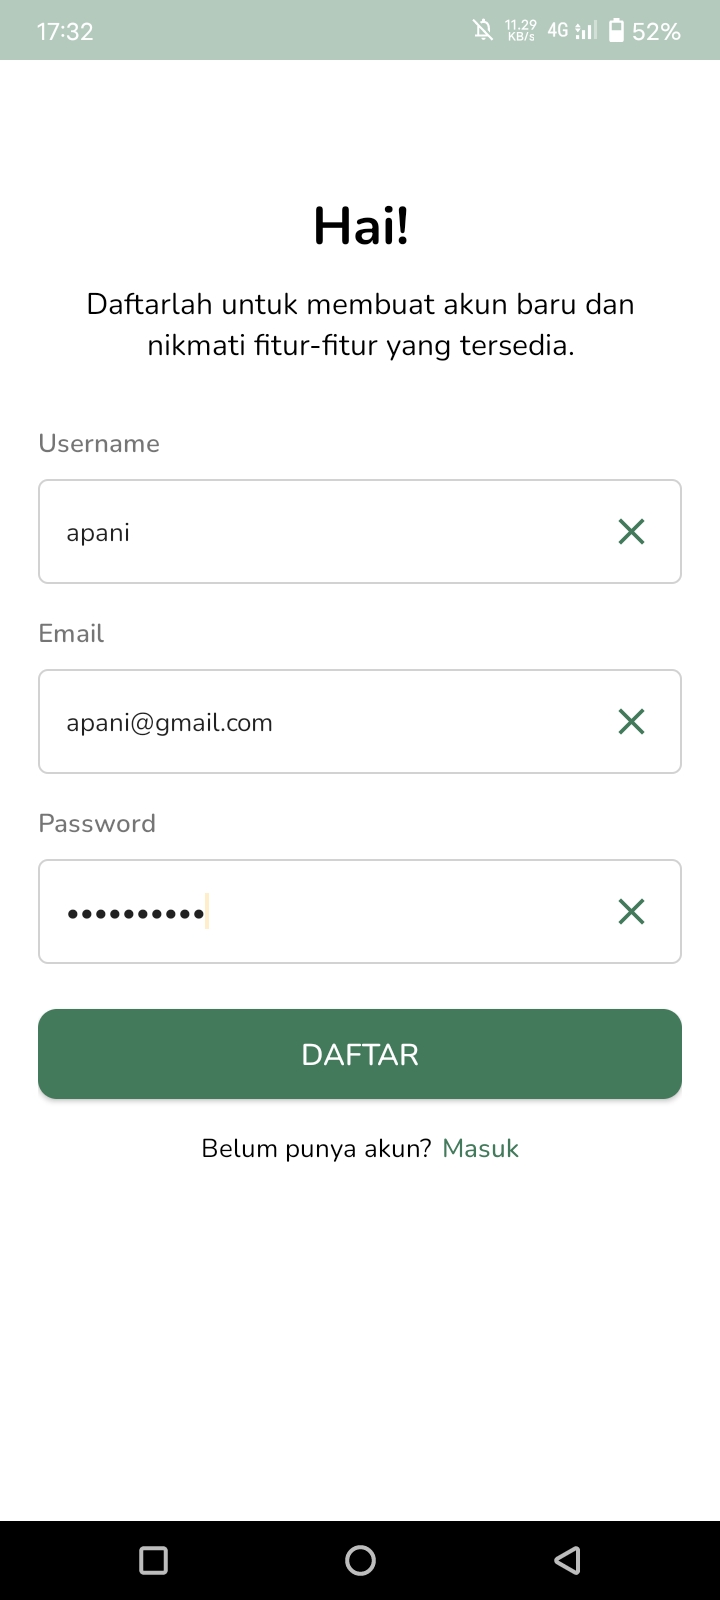 17:32
11.29
KB/s
4G
52%
Hai!
Daftarlah untuk membuat akun baru dan
nikmati fitur-fitur yang tersedia.
Username
apani
Email
apani@gmail.com
Password
••••••••••
DAFTAR
Belum punya akun? Masuk